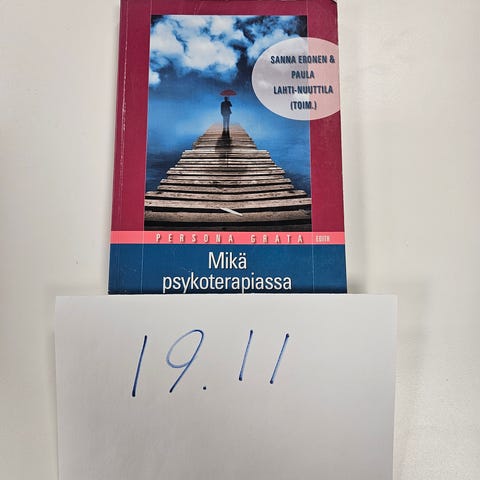 SANNA ERONEN &
PAULA
LAHTI-NUUTTILA
(TOIM.)
PERSONA GRATA EDITA
Mikä
psykoterapiassa
19.11